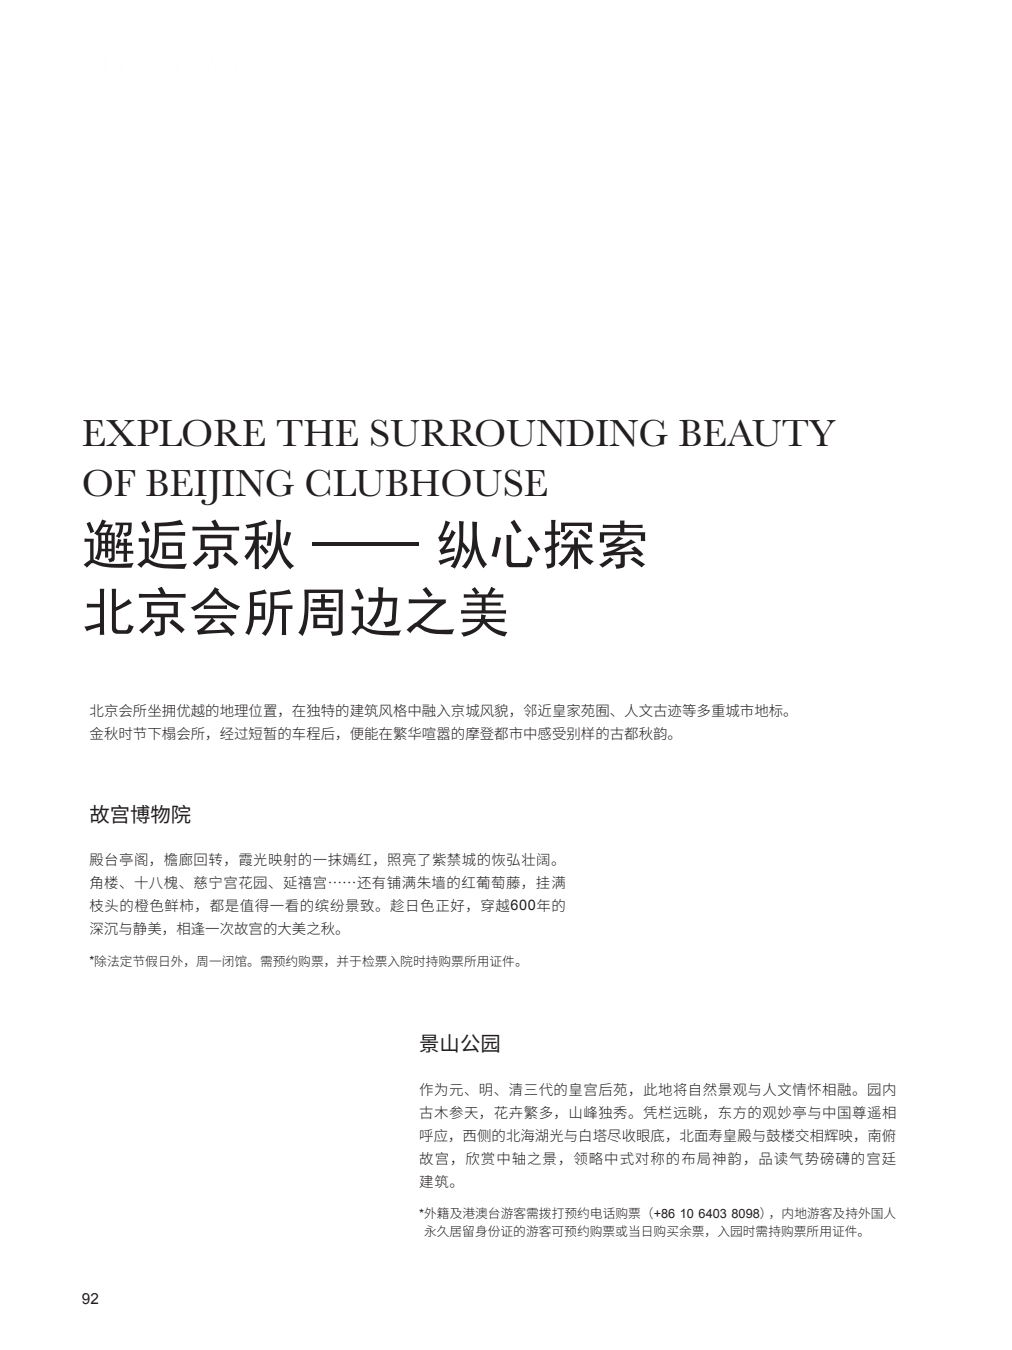 EXPLORE THE SURROUNDING BEAUTY
OF BEIJING CLUBHOUSE
邂逅京秋 —— 纵心探索
北京会所周边之美
北京会所坐拥优越的地理位置，在独特的建筑风格中融入京城风貌，邻近皇家苑囿、人文古迹等多重城市地标。
金秋时节下榻会所，经过短暂的车程后，便能在繁华喧嚣的摩登都市中感受别样的古都秋韵。
故宫博物院
殿台亭阁，檐廊回转，霞光映射的一抹嫣红，照亮了紫禁城的恢弘壮阔。
角楼、十八槐、慈宁宫花园、延禧宫……还有铺满朱墙的红葡萄藤，挂满
枝头的橙色鲜柿，都是值得一看的缤纷景致。趁日色正好，穿越600年的
深沉与静美，相逢一次故宫的大美之秋。
*除法定节假日外，周一闭馆。需预约购票，并于检票入院时持购票所用证件。
景山公园
作为元、明、清三代的皇宫后苑，此地将自然景观与人文情怀相融。园内
古木参天，花卉繁多，山峰独秀。凭栏远眺，东方的观妙亭与中国尊遥相
呼应，西侧的北海湖光与白塔尽收眼底，北面寿皇殿与鼓楼交相辉映，南俯
故宫，欣赏中轴之景，领略中式对称的布局神韵，品读气势磅礴的宫廷
建筑。
*外籍及港澳台游客需拨打预约电话购票（+86 10 6403 8098），内地游客及持外国人
永久居留身份证的游客可预约购票或当日购买余票，入园时需持购票所用证件。
92